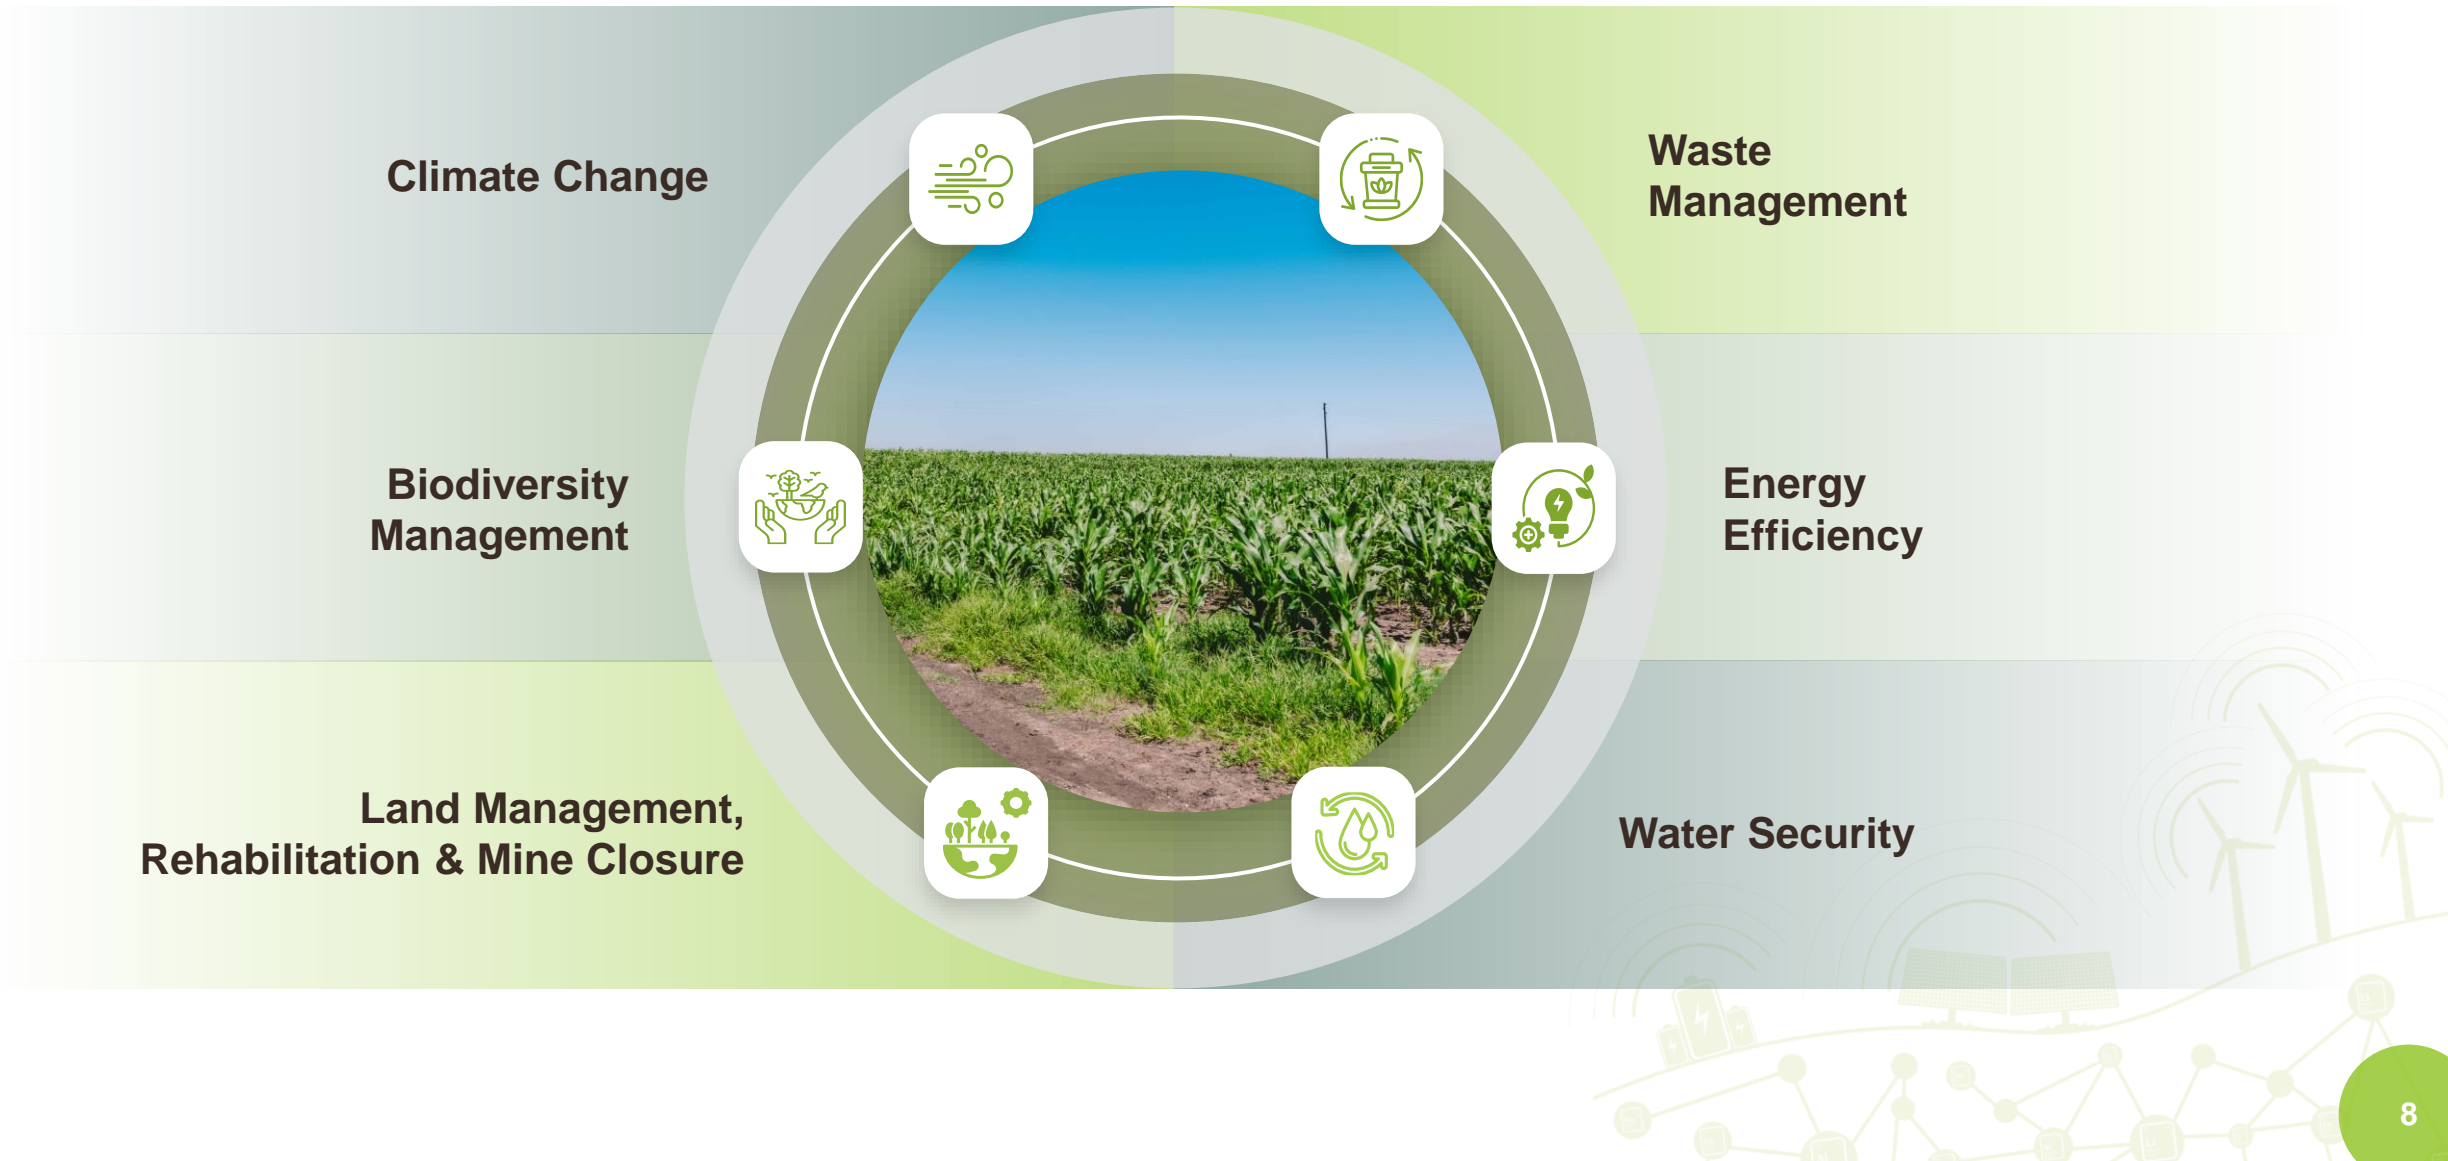 Climate Change
Waste
Management
Biodiversity
Management
Energy
Efficiency
Land Management,
Rehabilitation & Mine Closure
Water Security
8